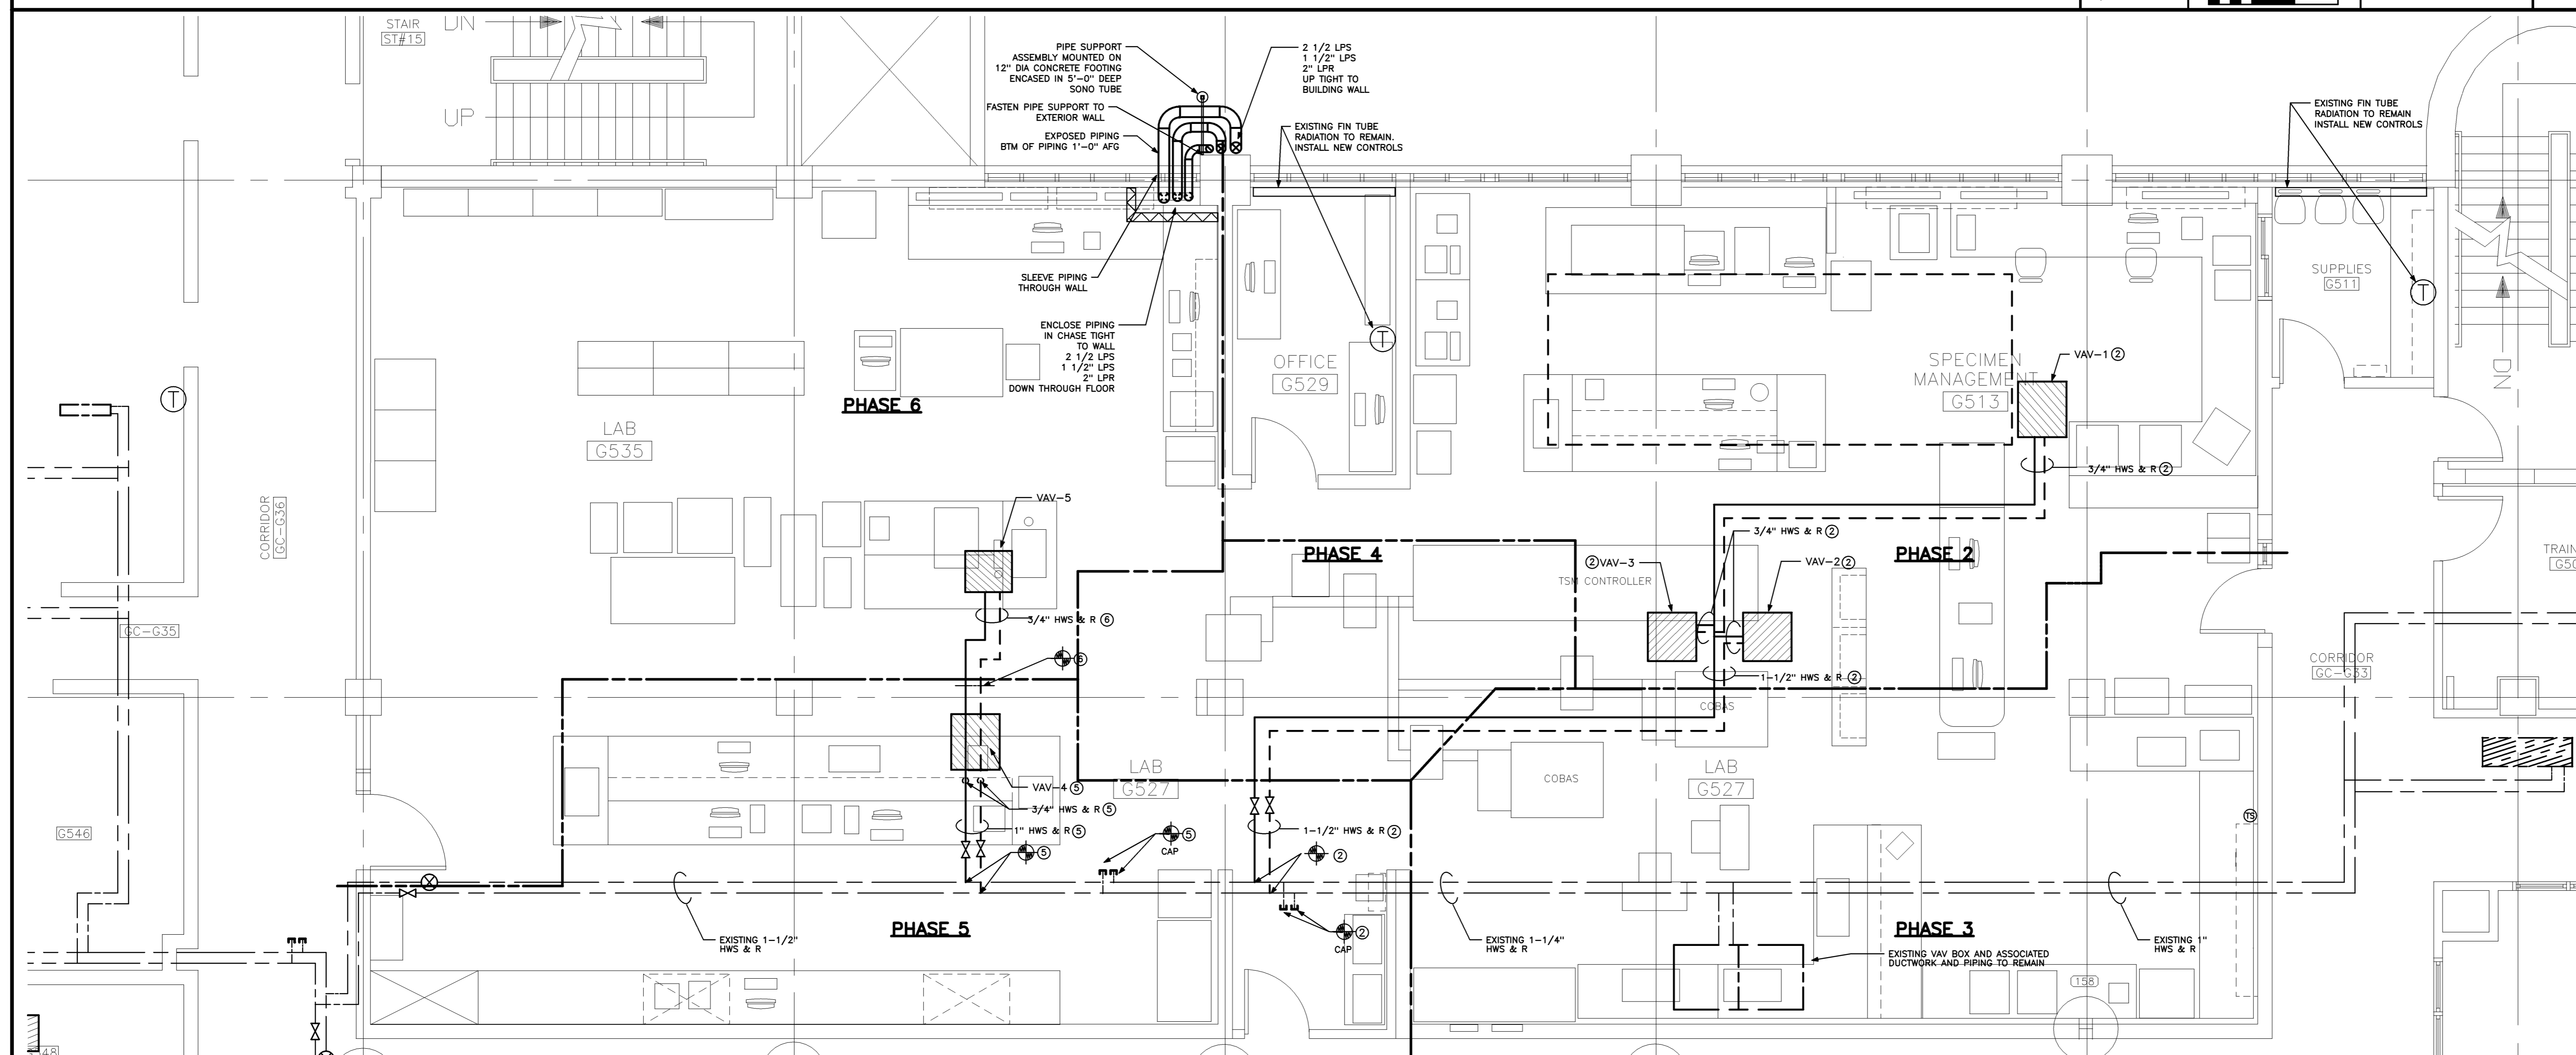 STAIR
ST#15
DN
UP
PIPE SUPPORT
ASSEMBLY MOUNTED ON
12" DIA CONCRETE FOOTING
ENCASED IN 5'-0" DEEP
SONO TUBE
FASTEN PIPE SUPPORT TO
EXTERIOR WALL
EXPOSED PIPING
BTM OF PIPING 1'-0" AFG
2 1/2 LPS
1 1/2" LPS
2" LPR
UP TIGHT TO
BUILDING WALL
EXISTING FIN TUBE
RADIATION TO REMAIN.
INSTALL NEW CONTROLS
EXISTING FIN TUBE
RADIATION TO REMAIN
INSTALL NEW CONTROLS
SLEEVE PIPING
THROUGH WALL
ENCLOSE PIPING
IN CHASE TIGHT
TO WALL
2 1/2 LPS
1 1/2" LPS
2" LPR
DOWN THROUGH FLOOR
SUPPLIES
G511
T
T
T
DN
OFFICE
G529
SPECIMEN
MANAGEMENT
G513
VAV-1 2
PHASE 6
LAB
G535
3/4" HWS & R 2
CORRIDOR
GC-G36
VAV-5
3/4" HWS & R 2
PHASE 4
PHASE 2
2 VAV-3
VAV-2 2
TSM CONTROLLER
3/4" HWS & R 6
6
GC-G35
CORRIDOR
GC-G33
1-1/2" HWS & R 2
COBAS
COBAS
LAB
G527
LAB
G527
VAV-4 5
3/4" HWS & R 5
1" HWS & R 5
5
5
CAP
1-1/2" HWS & R 2
2
TS
G546
PHASE 5
2
CAP
PHASE 3
EXISTING 1-1/2"
HWS & R
EXISTING 1-1/4"
HWS & R
EXISTING VAV BOX AND ASSOCIATED
DUCTWORK AND PIPING TO REMAIN
EXISTING 1"
HWS & R
158
H